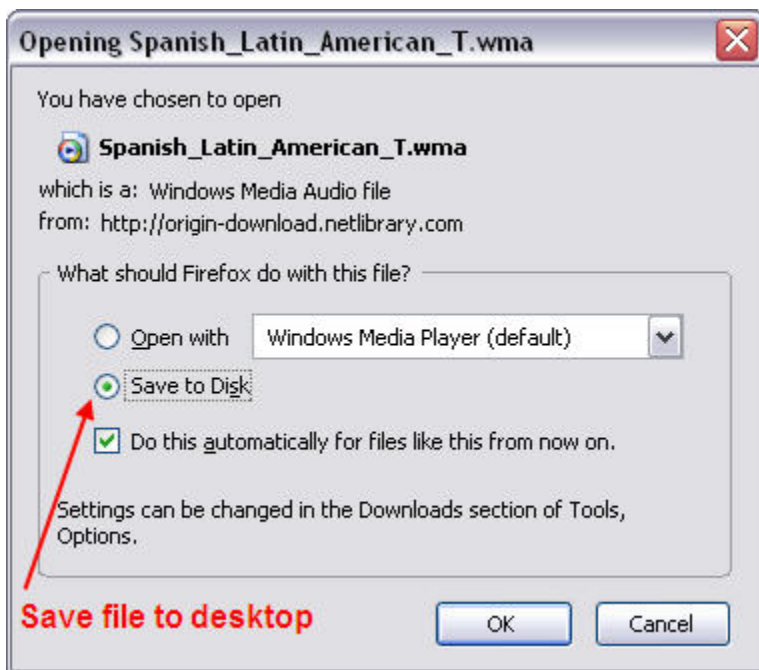 Opening Spanish_Latin_American_T.wma
You have chosen to open
Spanish_Latin_American_T.wma
which is a: Windows Media Audio file
from: http://origin-download.netlibrary.com
What should Firefox do with this file?
Open with Windows Media Player (default)
Save to Disk
Do this automatically for files like this from now on.
Settings can be changed in the Downloads section of Tools,
Options.
Save file to desktop
OK Cancel